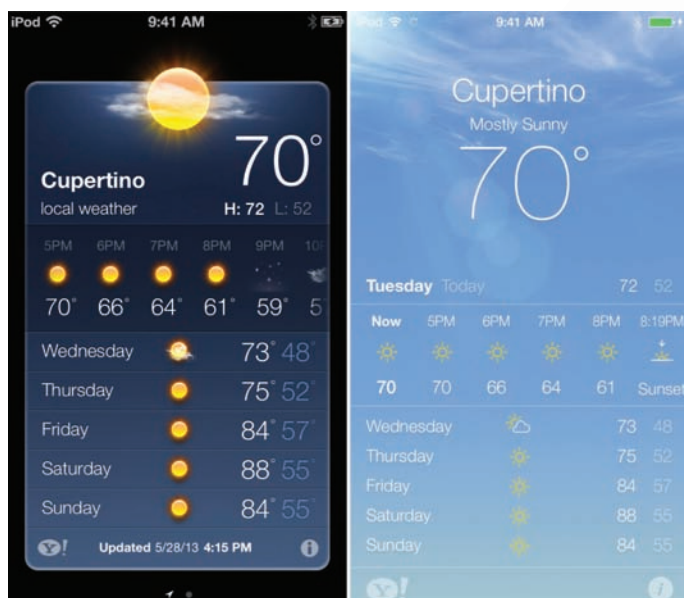 iPod 9:41 AM
70°
Cupertino
local weather H: 72 L: 52
5PM 6PM 7PM 8PM 9PM
70° 66° 64° 61° 59°
Wednesday 73° 48°
Thursday 75° 52°
Friday 84° 57°
Saturday 88° 55°
Sunday 84° 55°
Y! Updated 5/28/13 4:15 PM i
iPod 9:41 AM
Cupertino
Mostly Sunny
70°
Tuesday Today 72 52
Now 5PM 6PM 7PM 8PM 8:19PM
70 70 66 64 61 Sunset
Wednesday 73 48
Thursday 75 52
Friday 84 57
Saturday 88 55
Sunday 84 55
Y! i